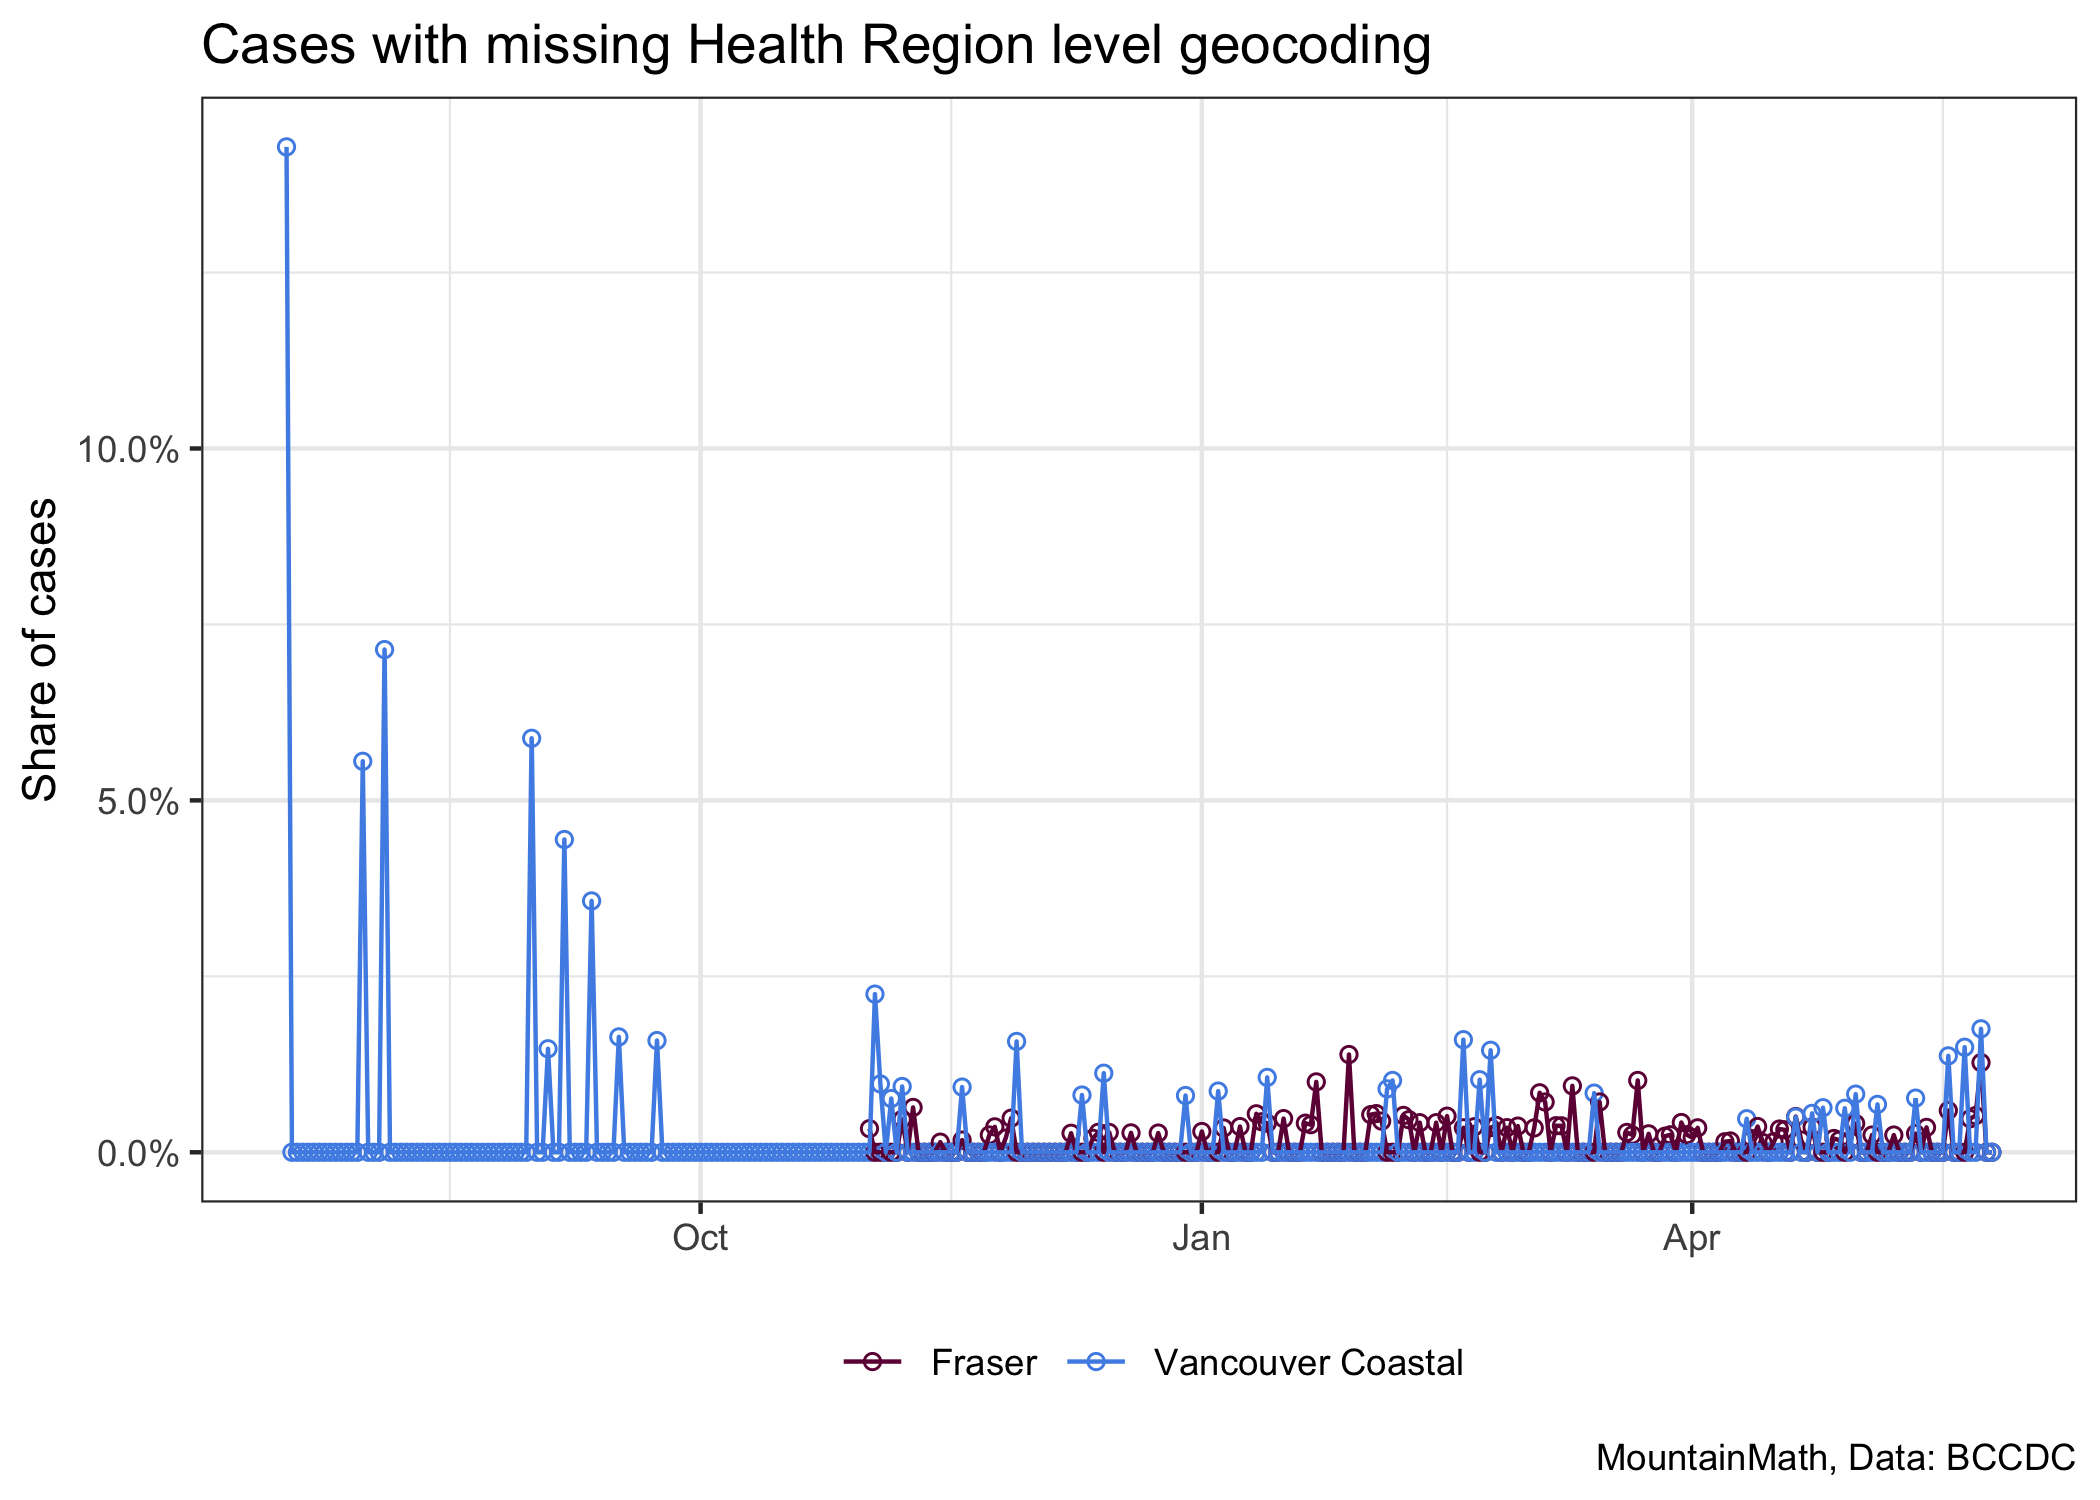 Cases with missing Health Region level geocoding
Share of cases
10.0%
5.0%
0.0%
Oct
Jan
Apr
Fraser
Vancouver Coastal
MountainMath, Data: BCCDC